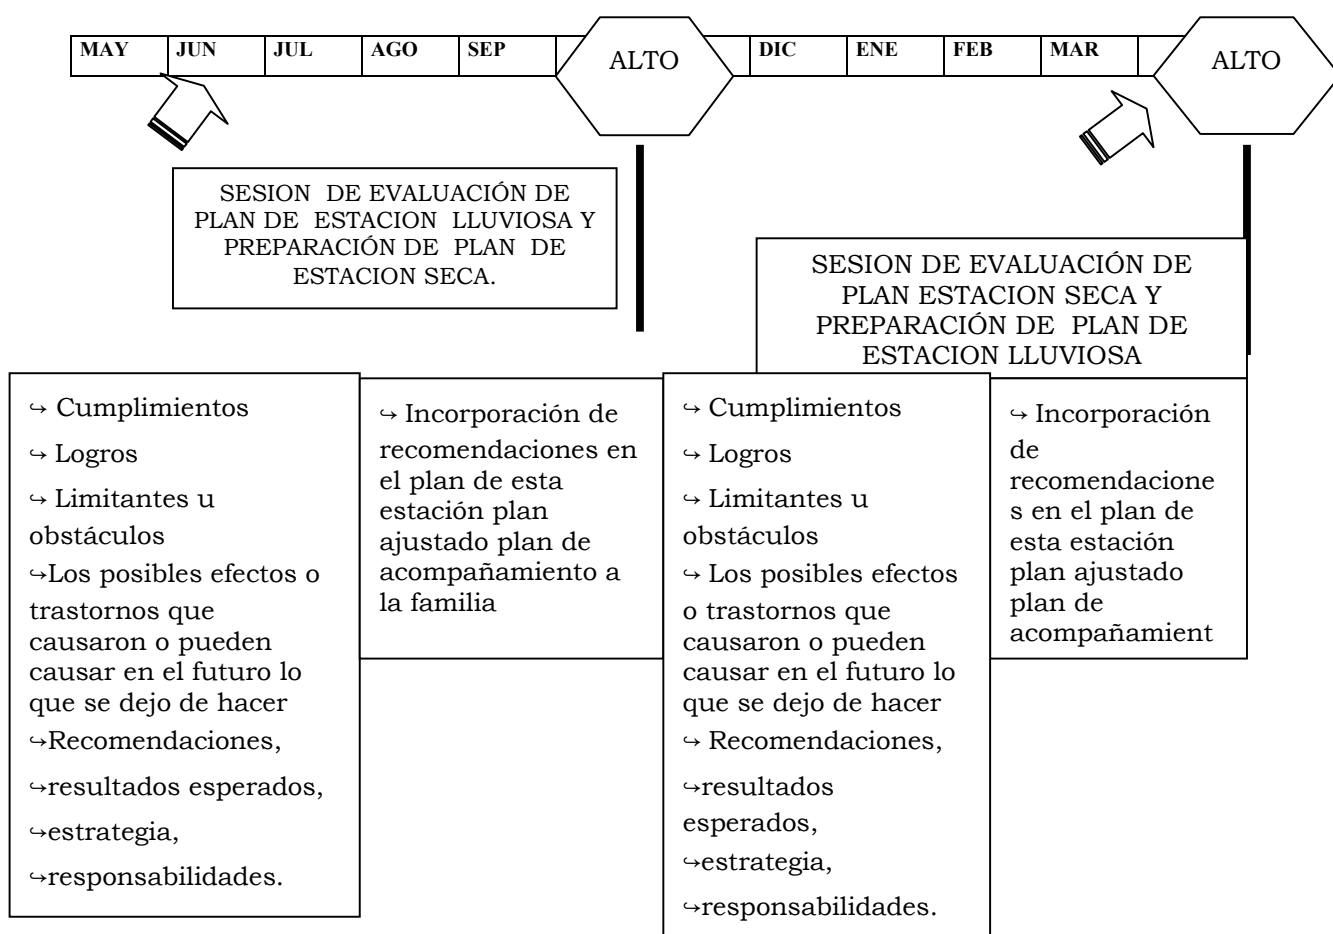 MAY JUN JUL AGO SEP ALTO DIC ENE FEB MAR ALTO
SESION DE EVALUACIÓN DE
PLAN DE ESTACION LLUVIOSA Y
PREPARACIÓN DE PLAN DE
ESTACION SECA.
SESION DE EVALUACIÓN DE
PLAN ESTACION SECA Y
PREPARACIÓN DE PLAN DE
ESTACION LLUVIOSA
↪ Cumplimientos
↪ Logros
↪ Limitantes u
obstáculos
↪Los posibles efectos o
trastornos que
causaron o pueden
causar en el futuro lo
que se dejo de hacer
↪Recomendaciones,
↪resultados esperados,
↪estrategia,
↪responsabilidades.
↪ Incorporación de
recomendaciones en
el plan de esta
estación plan
ajustado plan de
acompañamiento a
la familia
↪ Cumplimientos
↪ Logros
↪ Limitantes u
obstáculos
↪ Los posibles efectos
o trastornos que
causaron o pueden
causar en el futuro lo
que se dejo de hacer
↪ Recomendaciones,
↪resultados
esperados,
↪estrategia,
↪responsabilidades.
↪ Incorporación
de
recomendacione
s en el plan de
esta estación
plan ajustado
plan de
acompañamient